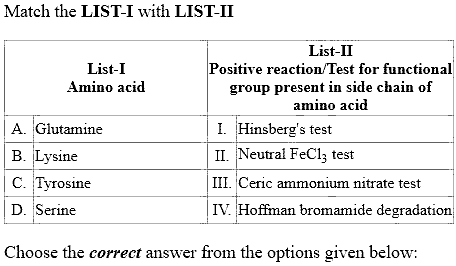 Match the LIST-I with LIST-II
List-I
Amino acid
List-II
Positive reaction/Test for functional
group present in side chain of
amino acid
A. Glutamine
I. Hinsberg's test
B. Lysine
II. Neutral FeCl₃ test
C. Tyrosine
III. Ceric ammonium nitrate test
D. Serine
IV. Hoffman bromamide degradation
Choose the correct answer from the options given below: